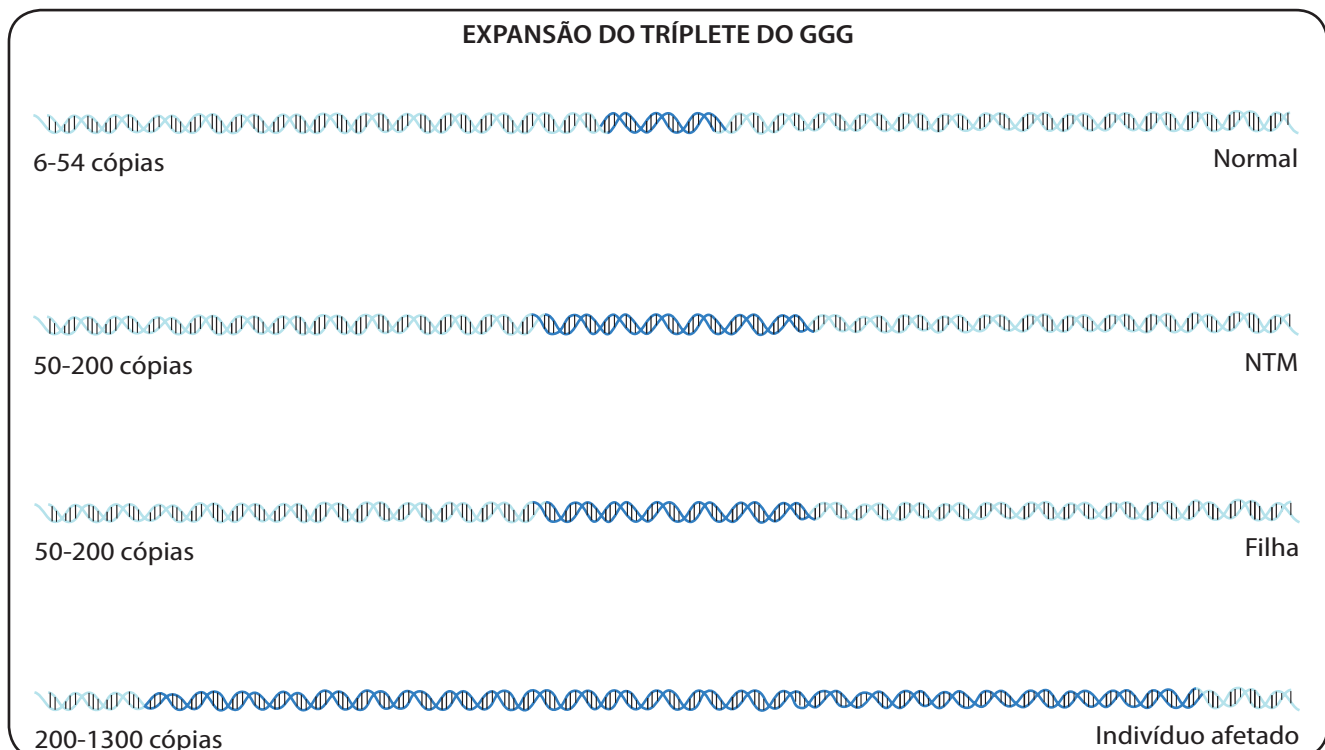 EXPANSÃO DO TRÍPLETE DO GGG
6-54 cópias
Normal
50-200 cópias
NTM
50-200 cópias
Filha
200-1300 cópias
Indivíduo afetado